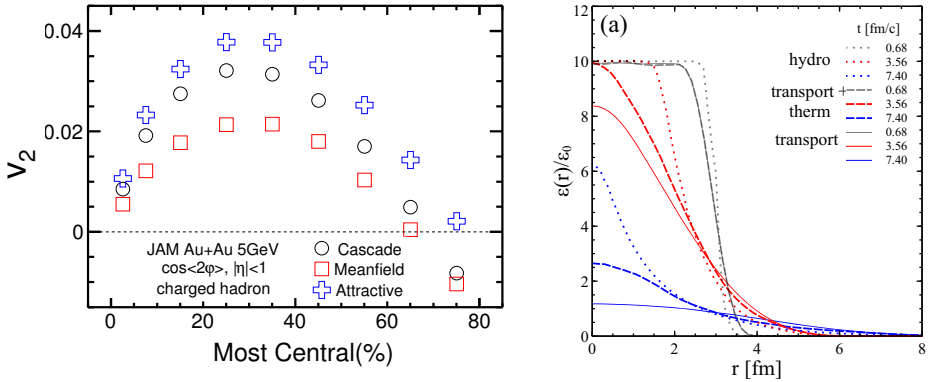 0.04
0.02
0
v2
JAM Au+Au 5GeV
cos<2φ>, |η|<1
charged hadron
Cascade
Meanfield
Attractive
0 20 40 60 80
Most Central(%)
(a)
t [fm/c]
hydro
0.68
3.56
7.40
transport +
therm
0.68
3.56
7.40
transport
0.68
3.56
7.40
ε(r)/ε0
10
8
6
4
2
0
0 2 4 6 8
r [fm]